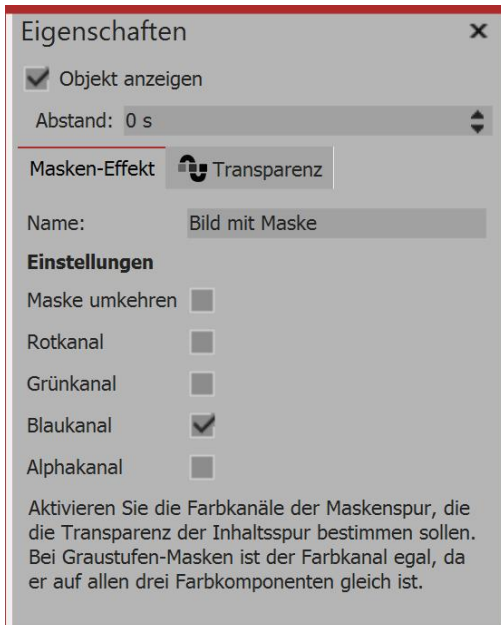 Eigenschaften
Objekt anzeigen
Abstand: 0 s
Masken-Effekt Transparenz
Name: Bild mit Maske
Einstellungen
Maske umkehren
Rotkanal
Grünkanal
Blaukanal
Alphakanal
Aktivieren Sie die Farbkanäle der Maskenspur, die
die Transparenz der Inhaltsspur bestimmen sollen.
Bei Graustufen-Masken ist der Farbkanal egal, da
er auf allen drei Farbkomponenten gleich ist.